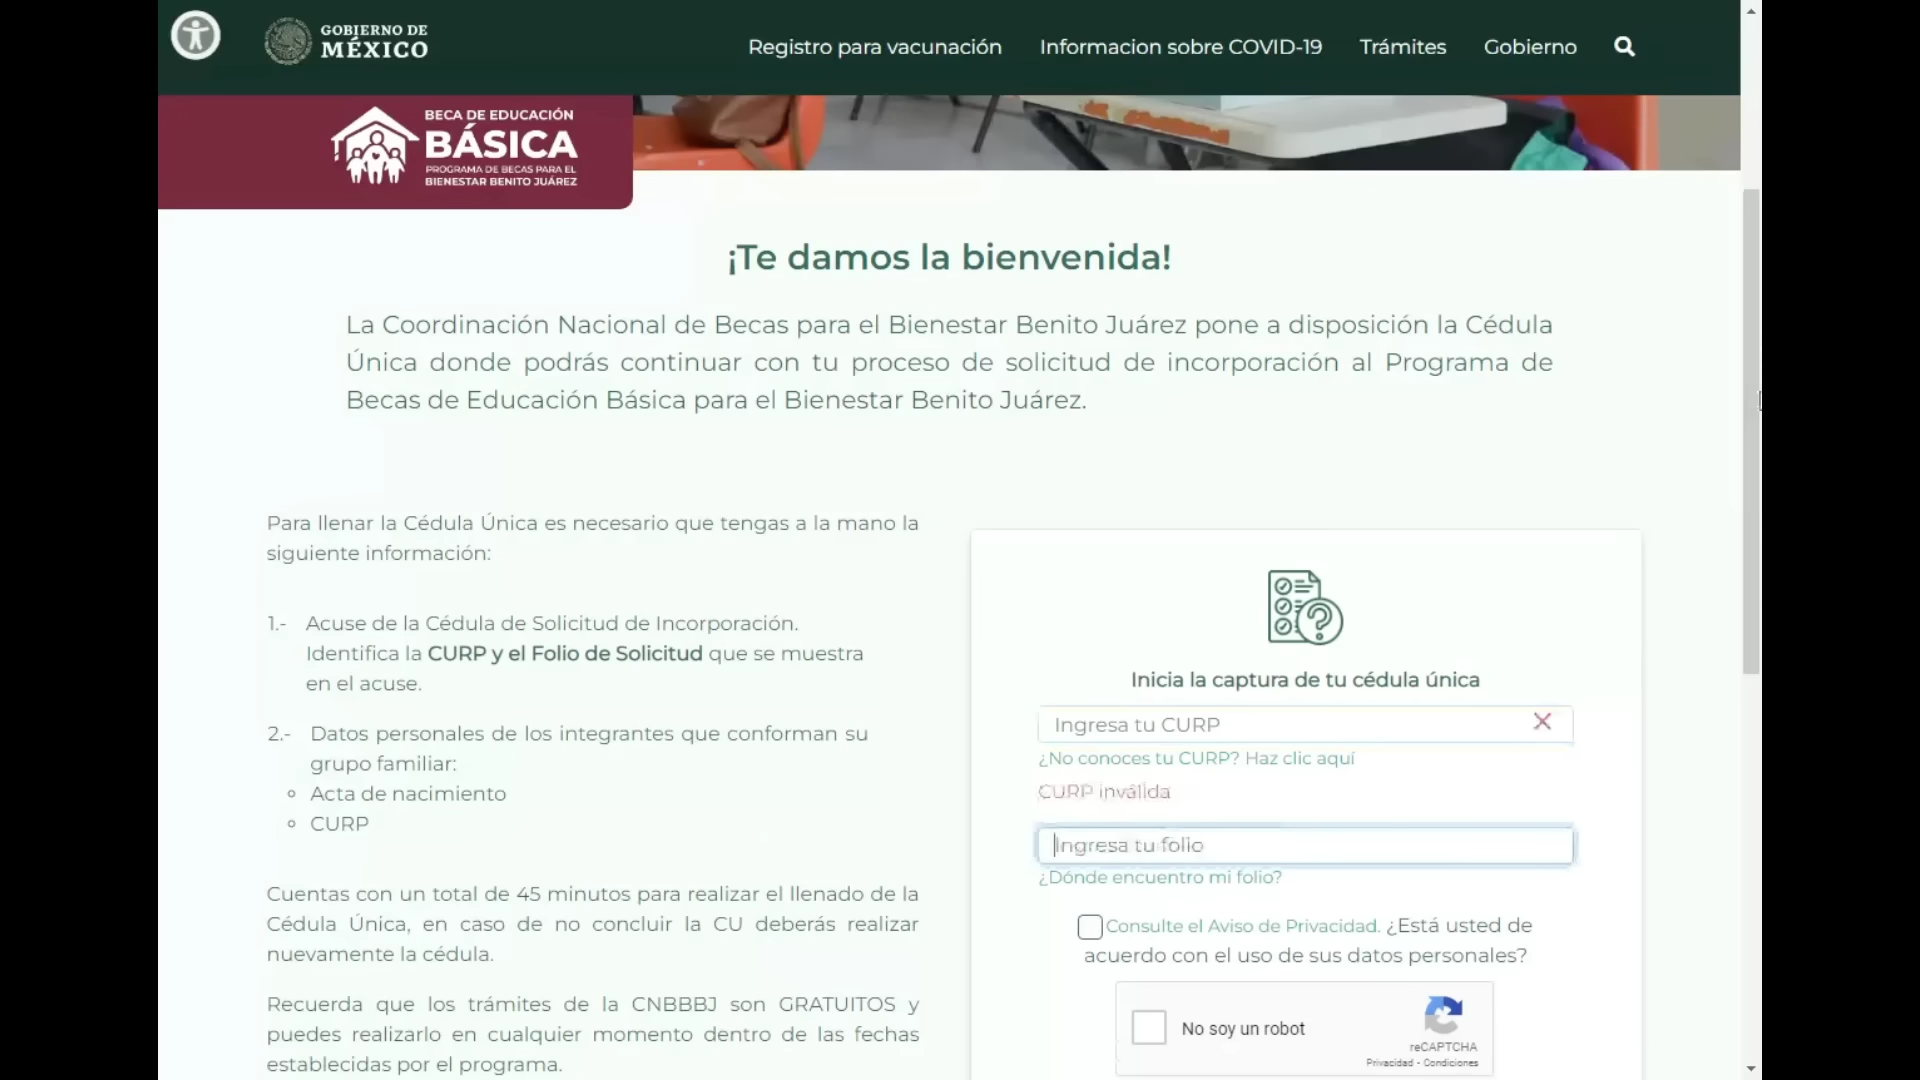 GOBIERNO DE
MÉXICO
Registro para vacunación
Informacion sobre COVID-19
Trámites
Gobierno
BECA DE EDUCACIÓN
BÁSICA
PROGRAMA DE BECAS PARA EL
BIENESTAR BENITO JUÁREZ
¡Te damos la bienvenida!
La Coordinación Nacional de Becas para el Bienestar Benito Juárez pone a disposición la Cédula
Única donde podrás continuar con tu proceso de solicitud de incorporación al Programa de
Becas de Educación Básica para el Bienestar Benito Juárez.
Para llenar la Cédula Única es necesario que tengas a la mano la
siguiente información:
1.- Acuse de la Cédula de Solicitud de Incorporación.
Identifica la CURP y el Folio de Solicitud que se muestra
en el acuse.
2.- Datos personales de los integrantes que conforman su
grupo familiar:
Acta de nacimiento
CURP
Cuentas con un total de 45 minutos para realizar el llenado de la
Cédula Única, en caso de no concluir la CU deberás realizar
nuevamente la cédula.
Recuerda que los trámites de la CNBBBJ son GRATUITOS y
puedes realizarlo en cualquier momento dentro de las fechas
establecidas por el programa.
Inicia la captura de tu cédula única
Ingresa tu CURP
¿No conoces tu CURP? Haz clic aquí
CURP inválida
Ingresa tu folio
¿Dónde encuentro mi folio?
Consulte el Aviso de Privacidad. ¿Está usted de
acuerdo con el uso de sus datos personales?
No soy un robot
reCAPTCHA
Privacidad - Condiciones